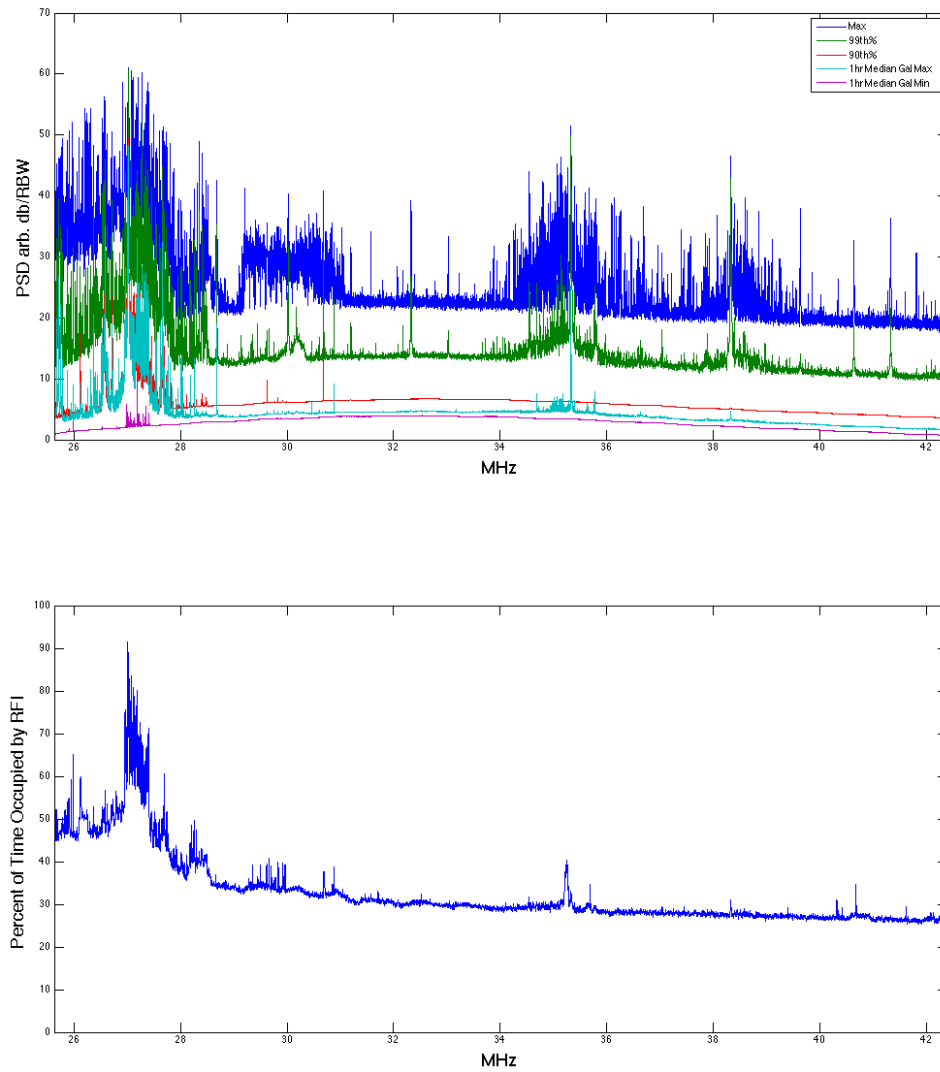 70
60
50
40
30
20
10
0
PSD arb. db/RBW
Max
99th%
90th%
1hr Median Gal Max
1hr Median Gal Min
26 28 30 32 34 36 38 40 42
MHz
100
90
80
70
60
50
40
30
20
10
0
Percent of Time Occupied by RFI
26 28 30 32 34 36 38 40 42
MHz